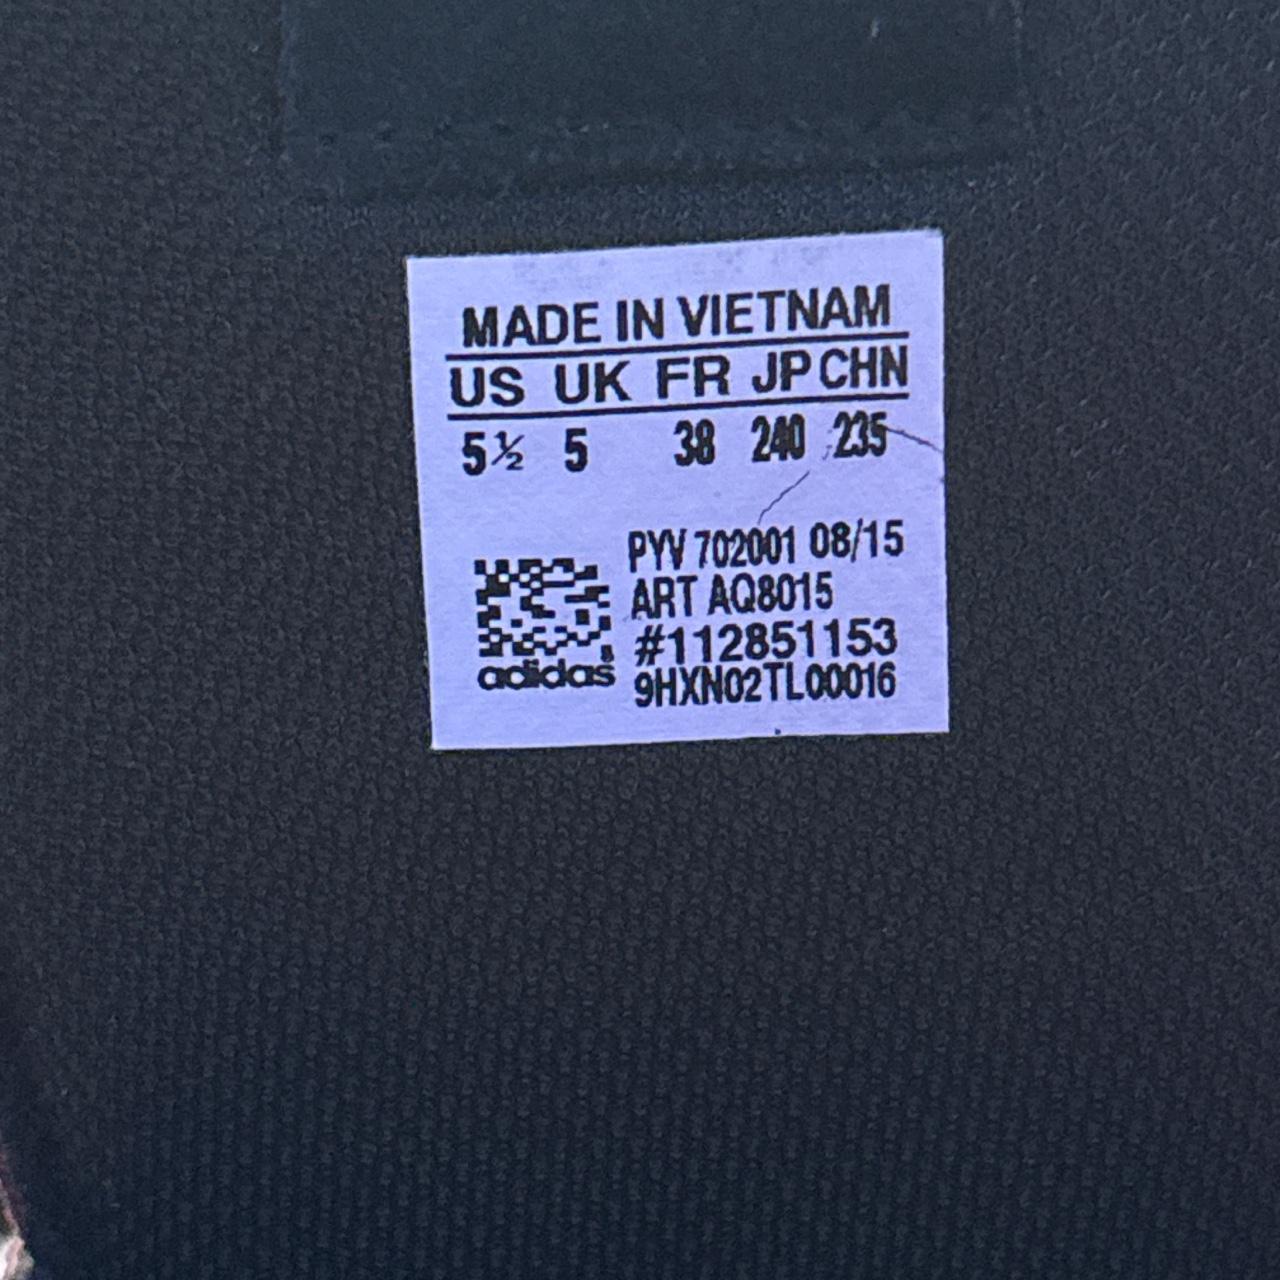 MADE IN VIETNAM
US UK FR JP CHN
5½ 5 38 240 235
PYV 702001 08/15
ART AQ8015
#112851153
adidas 9HXN02TL00016